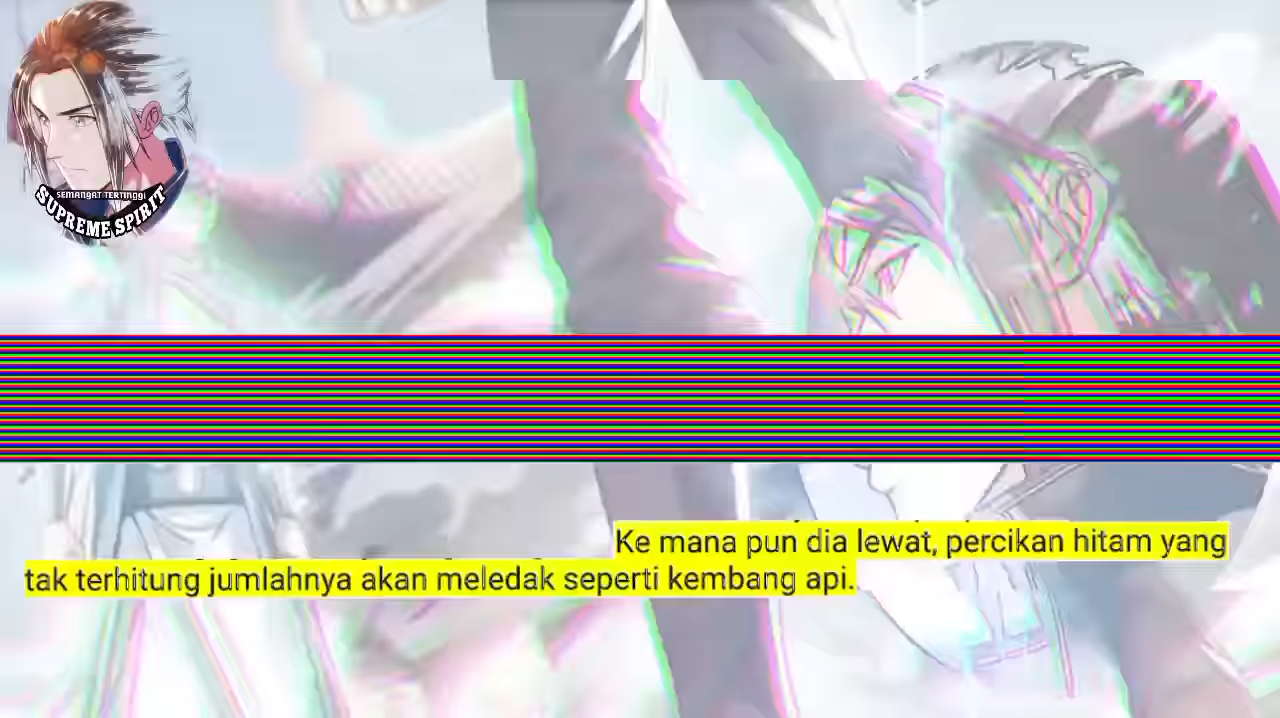 SEMANGAT TERTINGGI
SUPREME SPIRIT
Ke mana pun dia lewat, percikan hitam yang
tak terhitung jumlahnya akan meledak seperti kembang api.